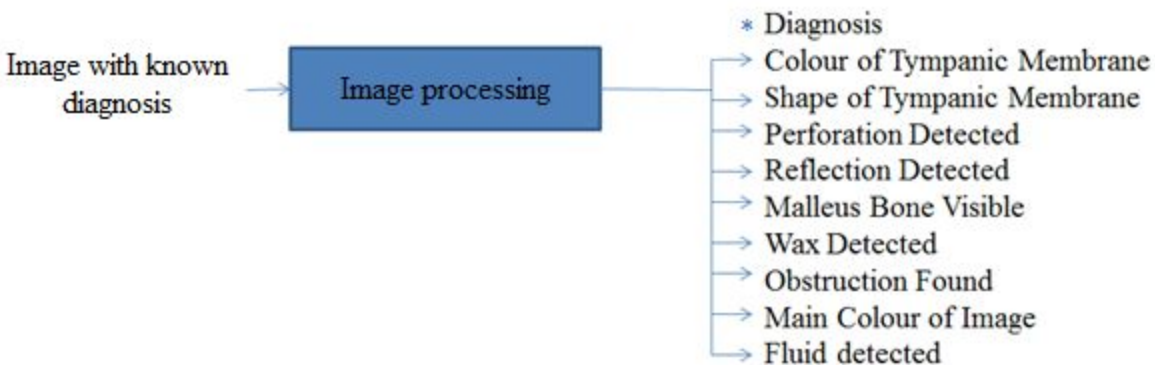 Image with known
diagnosis
Image processing
* Diagnosis
Colour of Tympanic Membrane
Shape of Tympanic Membrane
Perforation Detected
Reflection Detected
Malleus Bone Visible
Wax Detected
Obstruction Found
Main Colour of Image
Fluid detected